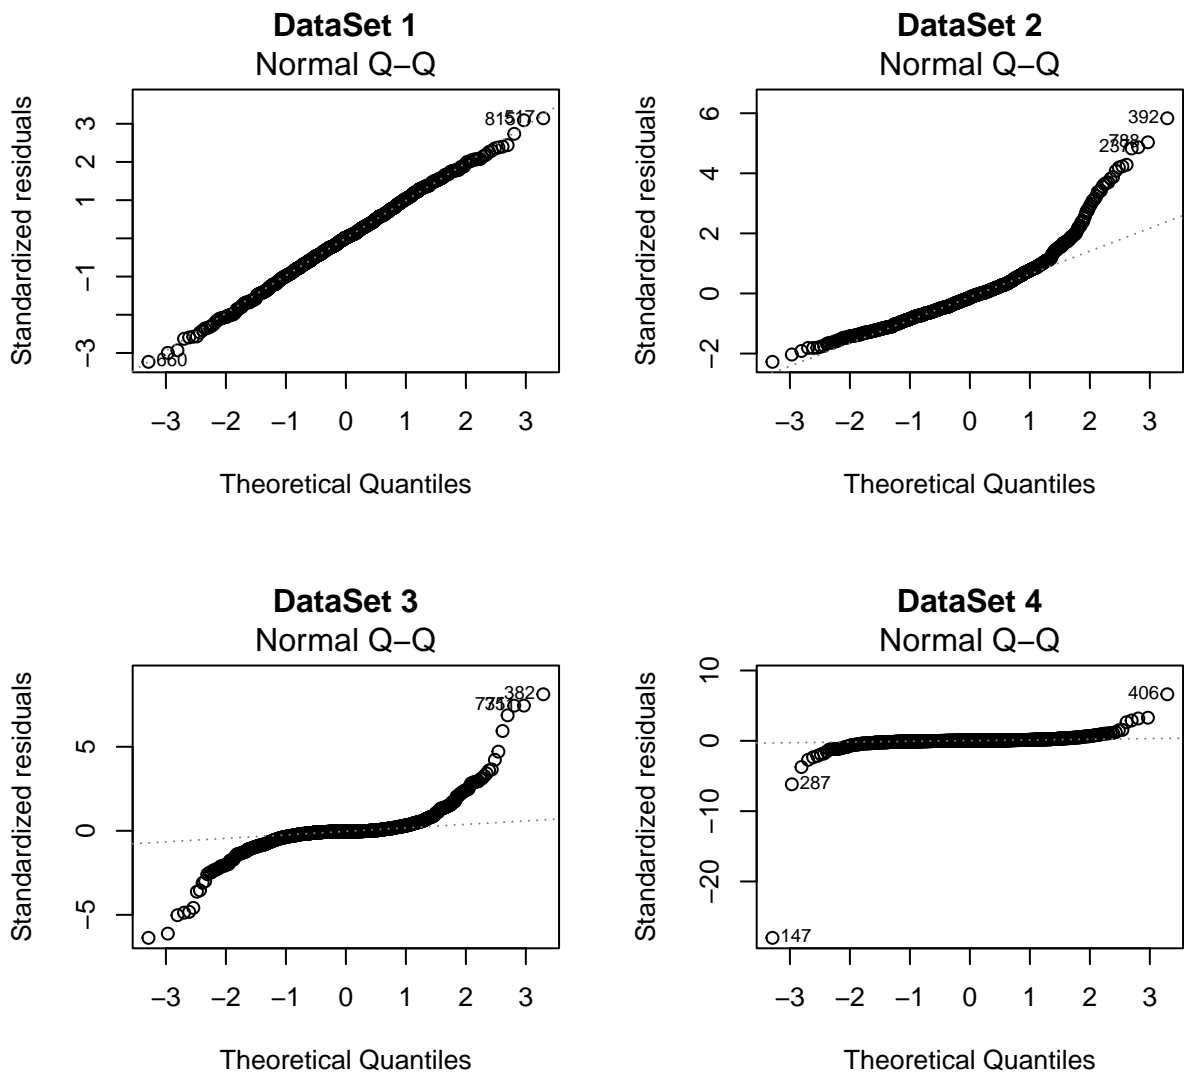 DataSet 1
Normal Q−Q
Standardized residuals
3
2
1
−1
−3
517
660
−3 −2 −1 0 1 2 3
Theoretical Quantiles
DataSet 2
Normal Q−Q
Standardized residuals
6
4
2
0
−2
392
−3 −2 −1 0 1 2 3
Theoretical Quantiles
DataSet 3
Normal Q−Q
Standardized residuals
5
0
−5
382
−3 −2 −1 0 1 2 3
Theoretical Quantiles
DataSet 4
Normal Q−Q
Standardized residuals
10
0
−10
−20
406
287
147
−3 −2 −1 0 1 2 3
Theoretical Quantiles